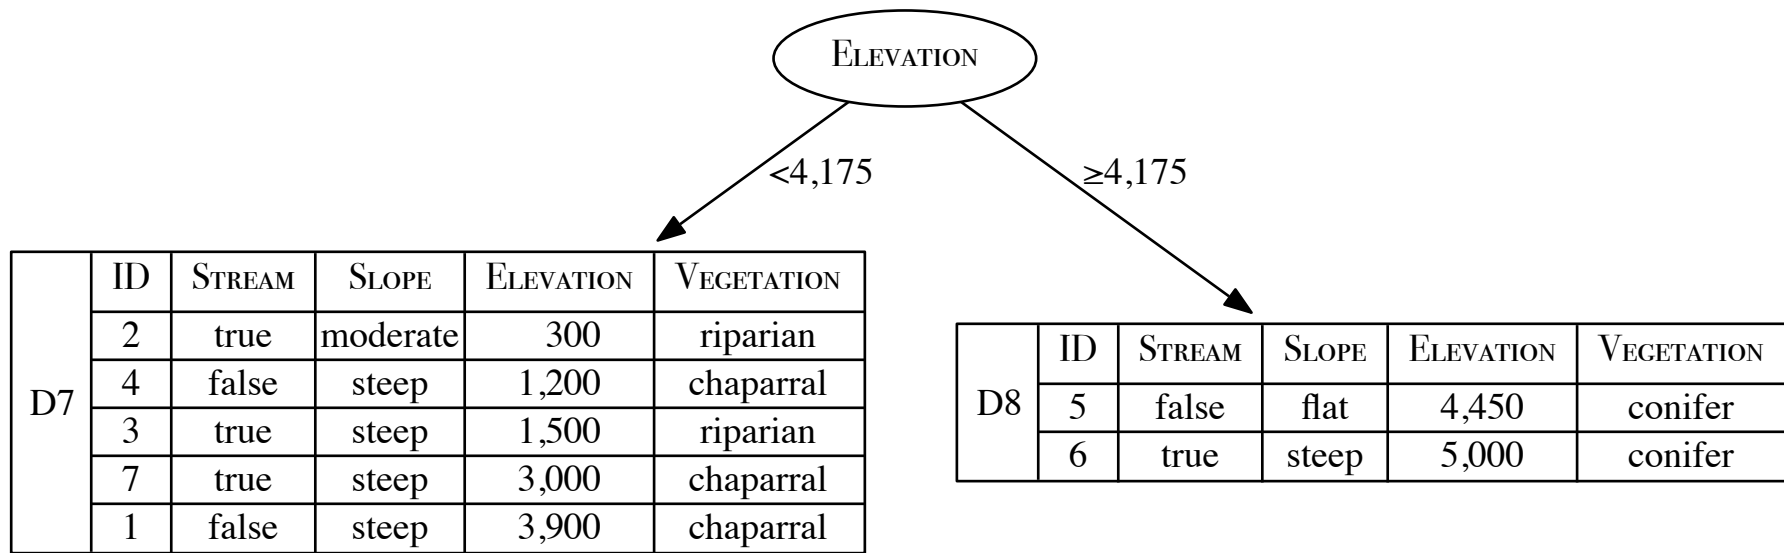 ELEVATION
<4,175
≥4,175
D7
ID STREAM SLOPE ELEVATION VEGETATION
2 true moderate 300 riparian
4 false steep 1,200 chaparral
3 true steep 1,500 riparian
7 true steep 3,000 chaparral
1 false steep 3,900 chaparral
D8
ID STREAM SLOPE ELEVATION VEGETATION
5 false flat 4,450 conifer
6 true steep 5,000 conifer